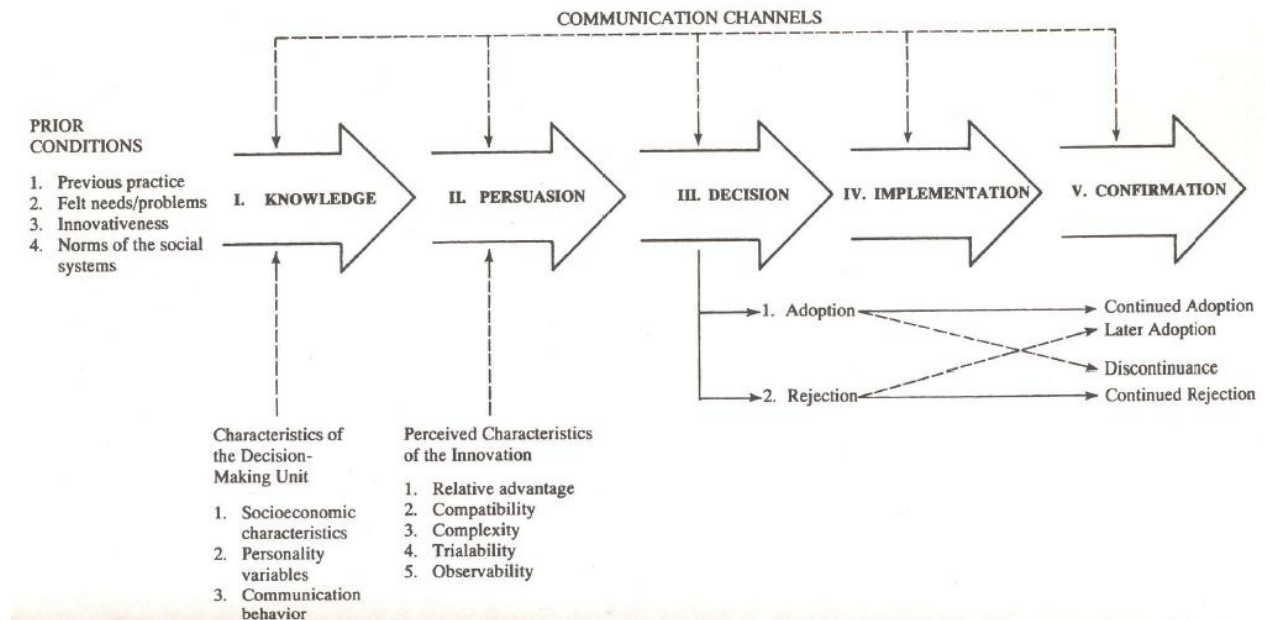 COMMUNICATION CHANNELS
PRIOR
CONDITIONS
1. Previous practice
2. Felt needs/problems
3. Innovativeness
4. Norms of the social
systems
I. KNOWLEDGE
II. PERSUASION
III. DECISION
IV. IMPLEMENTATION
V. CONFIRMATION
1. Adoption
2. Rejection
Continued Adoption
Later Adoption
Discontinuance
Continued Rejection
Characteristics of
the Decision-
Making Unit
1. Socioeconomic
characteristics
2. Personality
variables
3. Communication
behavior
Perceived Characteristics
of the Innovation
1. Relative advantage
2. Compatibility
3. Complexity
4. Trialability
5. Observability